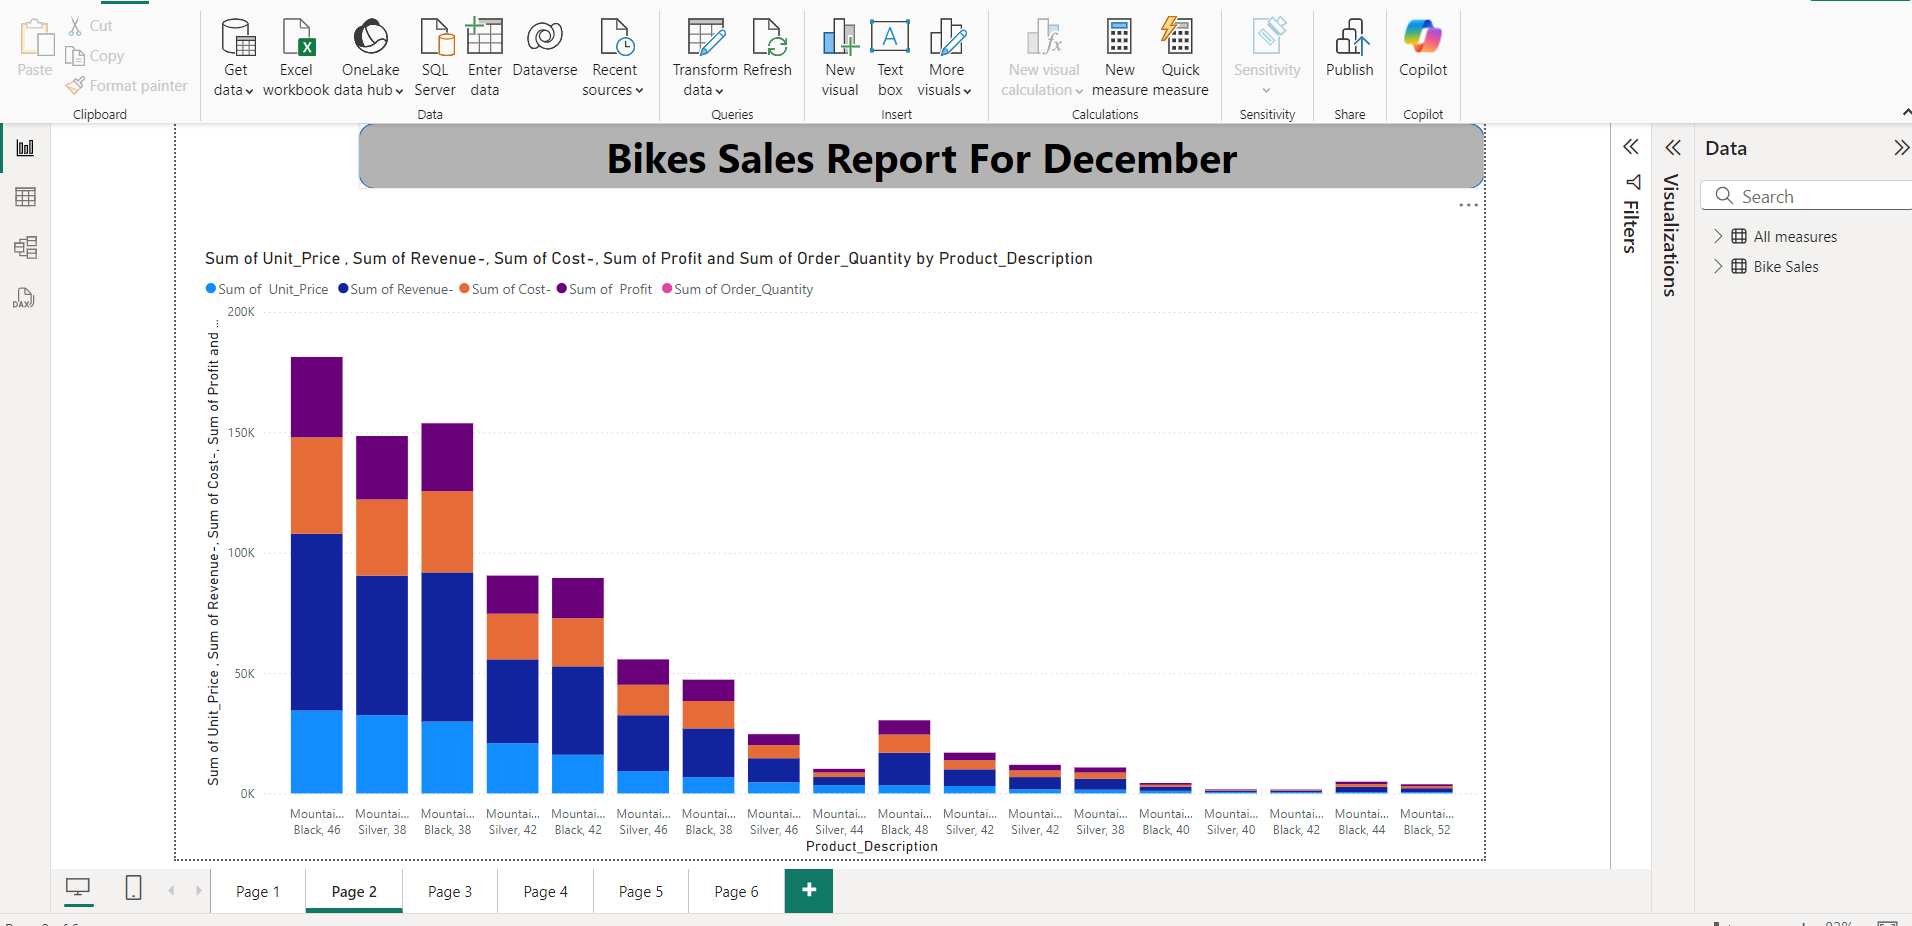 Paste
Cut
Copy
Format painter
Clipboard
Get data
Excel workbook
OneLake data hub
SQL Server
Enter data
Dataverse
Recent sources
Data
Transform data
Refresh
Queries
New visual
A
Text box
More visuals
Insert
New visual calculation
New measure
Quick measure
Calculations
Sensitivity
Sensitivity
Publish
Share
Copilot
Copilot
DAX
Bikes Sales Report For December
Sum of Unit_Price , Sum of Revenue-, Sum of Cost-, Sum of Profit and Sum of Order_Quantity by Product_Description
Sum of Unit_Price
Sum of Revenue-
Sum of Cost-
Sum of Profit
Sum of Order_Quantity
Sum of Unit_Price , Sum of Revenue-, Sum of Cost-, Sum of Profit and ...
200K
150K
100K
50K
0K
Mountai... Black, 46
Mountai... Silver, 38
Mountai... Black, 38
Mountai... Silver, 42
Mountai... Black, 42
Mountai... Silver, 46
Mountai... Black, 38
Mountai... Silver, 46
Mountai... Silver, 44
Mountai... Black, 48
Mountai... Silver, 42
Mountai... Silver, 42
Mountai... Silver, 38
Mountai... Black, 40
Mountai... Silver, 40
Mountai... Black, 42
Mountai... Black, 44
Mountai... Black, 52
Product_Description
Filters
Visualizations
Data
Search
All measures
Bike Sales
Page 1
Page 2
Page 3
Page 4
Page 5
Page 6